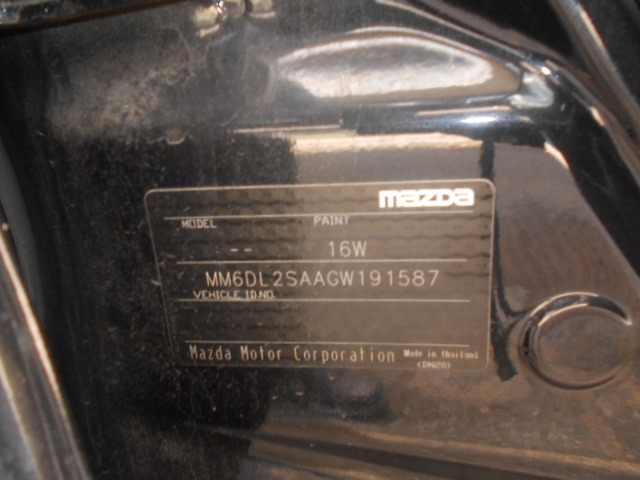 mazda
MODEL PAINT
-- 16W
MM6DL2SAAGW191587
VEHICLE ID.NO.
Mazda Motor Corporation Made in thailand
(DN20)